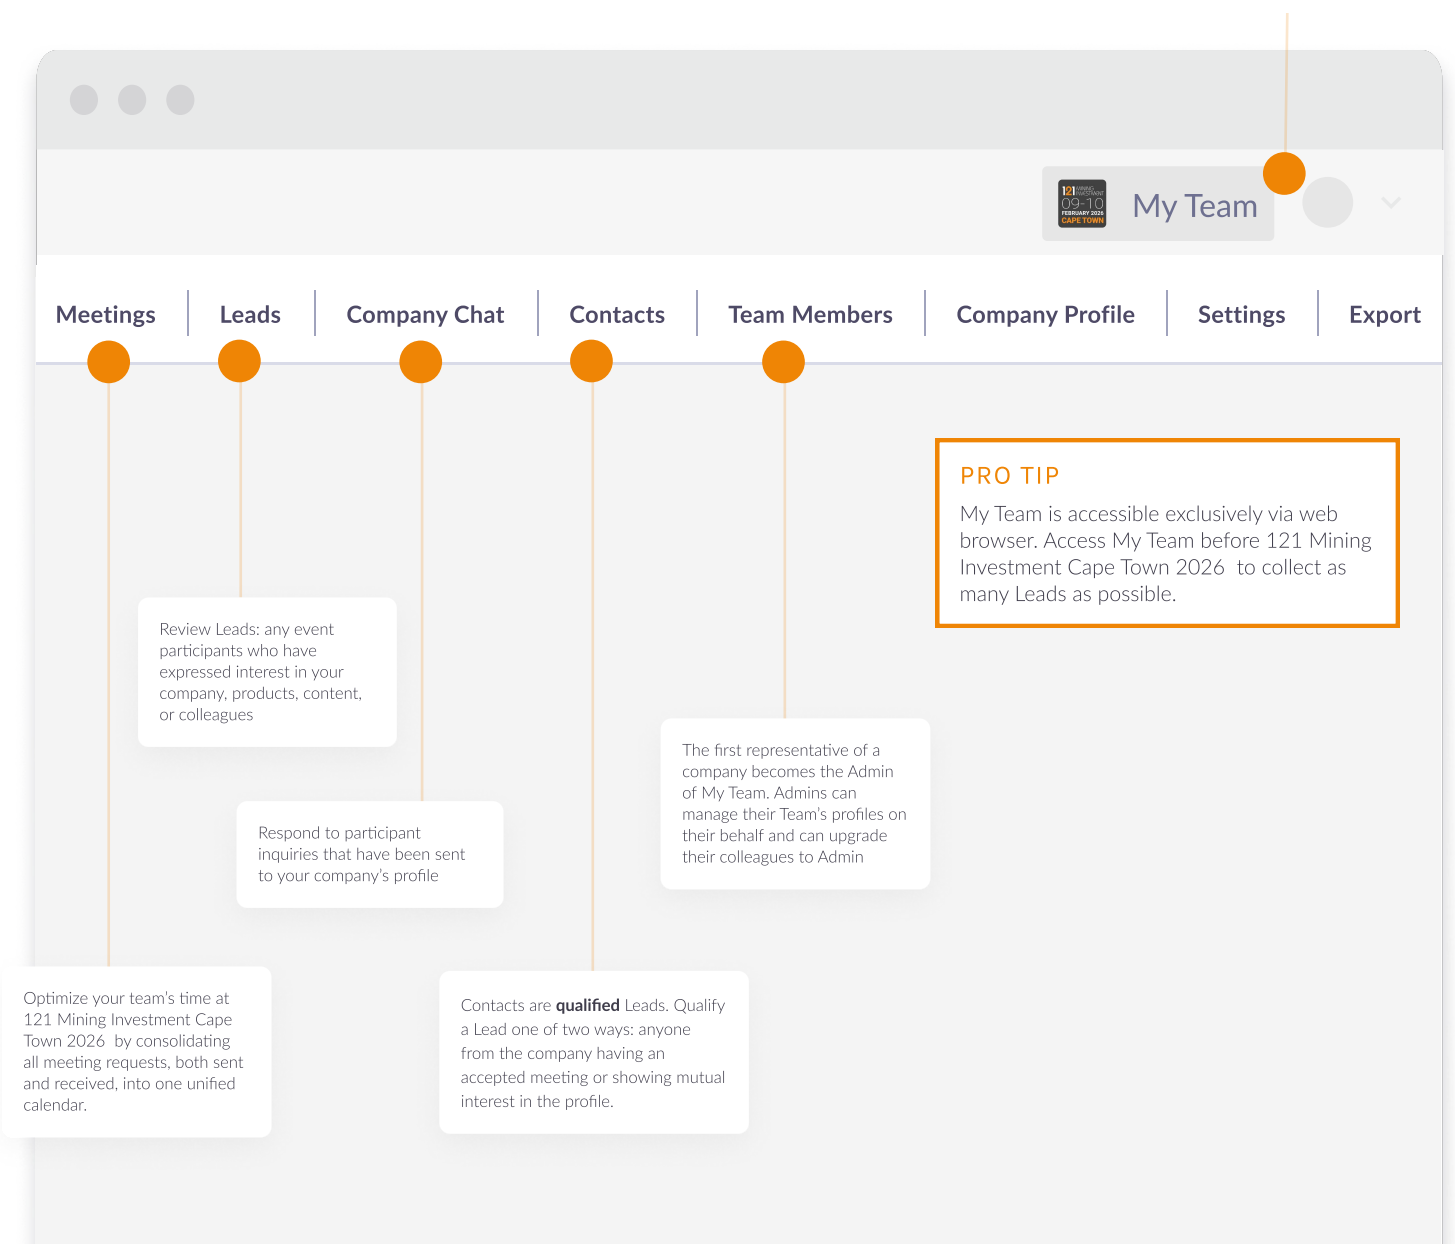 121 MINING INVESTMENT
09-10
FEBRUARY 2026
CAPE TOWN
My Team
Meetings
Leads
Company Chat
Contacts
Team Members
Company Profile
Settings
Export
PRO TIP
My Team is accessible exclusively via web
browser. Access My Team before 121 Mining
Investment Cape Town 2026  to collect as
many Leads as possible.
Review Leads: any event
participants who have
expressed interest in your
company, products, content,
or colleagues
The first representative of a
company becomes the Admin
of My Team. Admins can
manage their Team's profiles on
their behalf and can upgrade
their colleagues to Admin
Respond to participant
inquiries that have been sent
to your company's profile
Optimize your team's time at
121 Mining Investment Cape
Town 2026  by consolidating
all meeting requests, both sent
and received, into one unified
calendar.
Contacts are qualified Leads. Qualify
a Lead one of two ways: anyone
from the company having an
accepted meeting or showing mutual
interest in the profile.